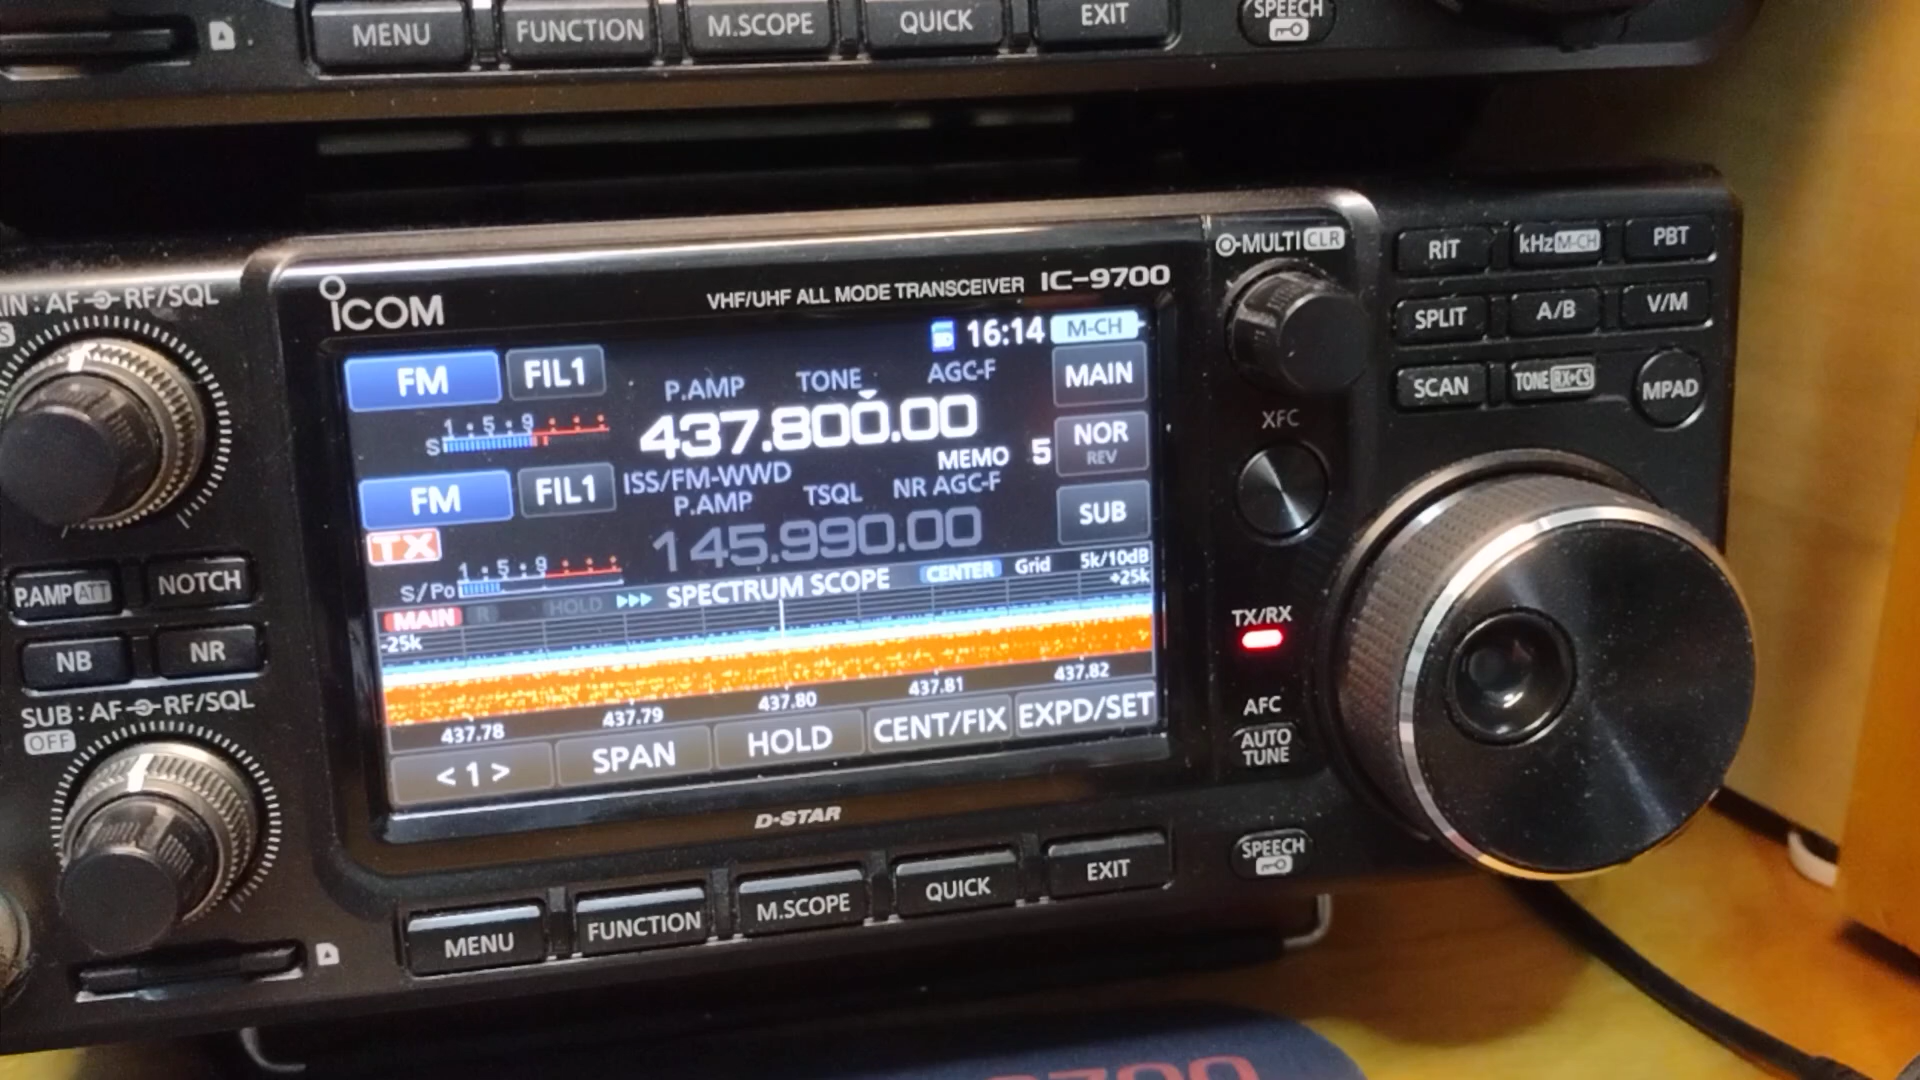 MENU FUNCTION M.SCOPE QUICK EXIT SPEECH
MULTI CLR
RIT kHz M-CH PBT
AF RF/SQL
ICOM VHF/UHF ALL MODE TRANSCEIVER IC-9700
SPLIT A/B V/M
16:14 M-CH
FM FIL1 P.AMP TONE AGC-F MAIN
SCAN TONE RX→CS MPAD
S 1 5 9 437.800.00
XFC
MEMO 5 NOR REV
FM FIL1 ISS/FM-WWD
P.AMP TSQL NR AGC-F SUB
TX 145.990.00
P.AMP ATT NOTCH
S/Po 1 5 9 SPECTRUM SCOPE CENTER Grid 5k/10dB
MAIN R HOLD +25k
-25k
TX/RX
NB NR
437.78 437.79 437.80 437.81 437.82
SUB: AF RF/SQL
OFF
AFC
<1> SPAN HOLD CENT/FIX EXPD/SET
AUTO TUNE
D-STAR
SPEECH
MENU FUNCTION M.SCOPE QUICK EXIT